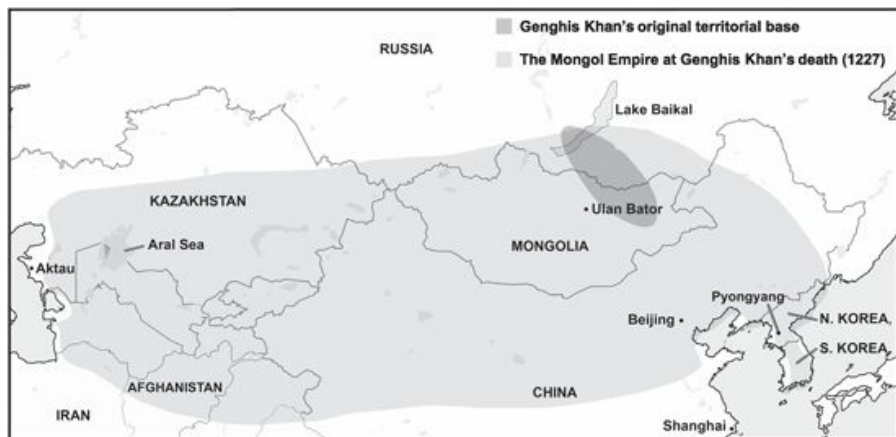 Genghis Khan's original territorial base
The Mongol Empire at Genghis Khan's death (1227)
RUSSIA
Lake Baikal
KAZAKHSTAN
Ulan Bator
Aral Sea
MONGOLIA
Aktau
Pyongyang
Beijing
N. KOREA
S. KOREA
AFGHANISTAN
CHINA
IRAN
Shanghai